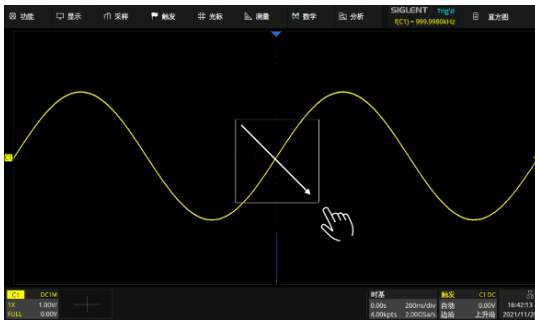 功能 显示 采样 触发 光标 测量 数学 分析 SIGLENT Trig'd 直方图
f(C1) = 999.9980kHz
C1 DC1M 时基 触发 C1 DC
1X 1.00V/ 0.00s 200ns/div 自动 0.00V 16:42:13
FULL 0.00V 4.00kpts 2.00GSa/s 边沿 上升沿